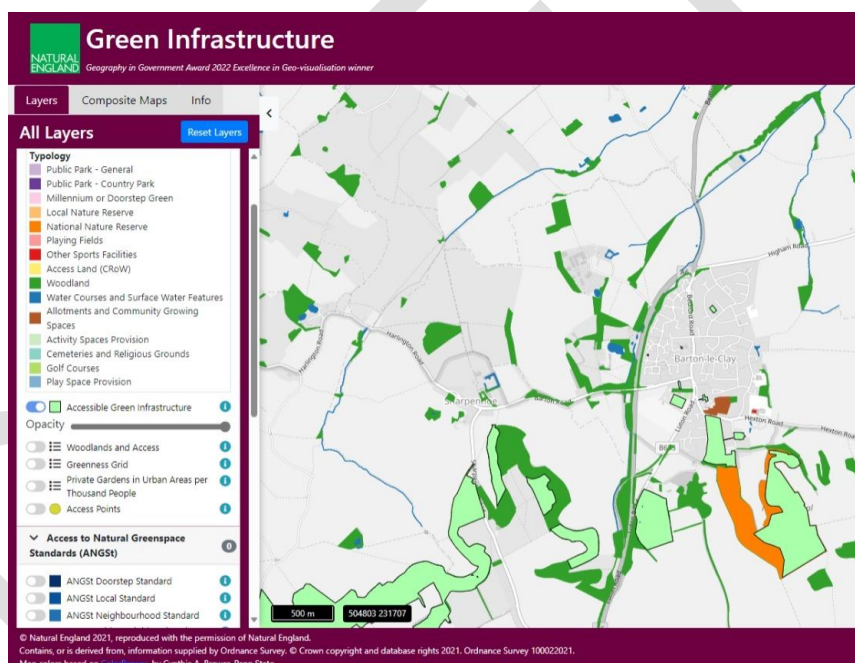 Green Infrastructure
NATURAL
ENGLAND
Geography in Government Award 2022 Excellence in Geo-visualisation winner
Layers
Composite Maps
Info
All Layers
Reset Layers
Typology
Public Park - General
Public Park - Country Park
Millennium or Doorstep Green
Local Nature Reserve
National Nature Reserve
Playing Fields
Other Sports Facilities
Access Land (CRoW)
Woodland
Water Courses and Surface Water Features
Allotments and Community Growing
Spaces
Activity Spaces Provision
Cemeteries and Religious Grounds
Golf Courses
Play Space Provision
Accessible Green Infrastructure
Opacity
Woodlands and Access
Greenness Grid
Private Gardens in Urban Areas per
Thousand People
Access Points
Access to Natural Greenspace
Standards (ANGSt)
0
ANGSt Doorstep Standard
ANGSt Local Standard
ANGSt Neighbourhood Standard
Higham Road
Bedford Road
Harlington Road
Harlington Road
Barton-le-Clay
Sharpenhoe
Barton Road
Luton Road
Hexton Road
500 m
504803 231707
© Natural England 2021, reproduced with the permission of Natural England.
Contains, or is derived from, information supplied by Ordnance Survey. © Crown copyright and database rights 2021. Ordnance Survey 100022021.